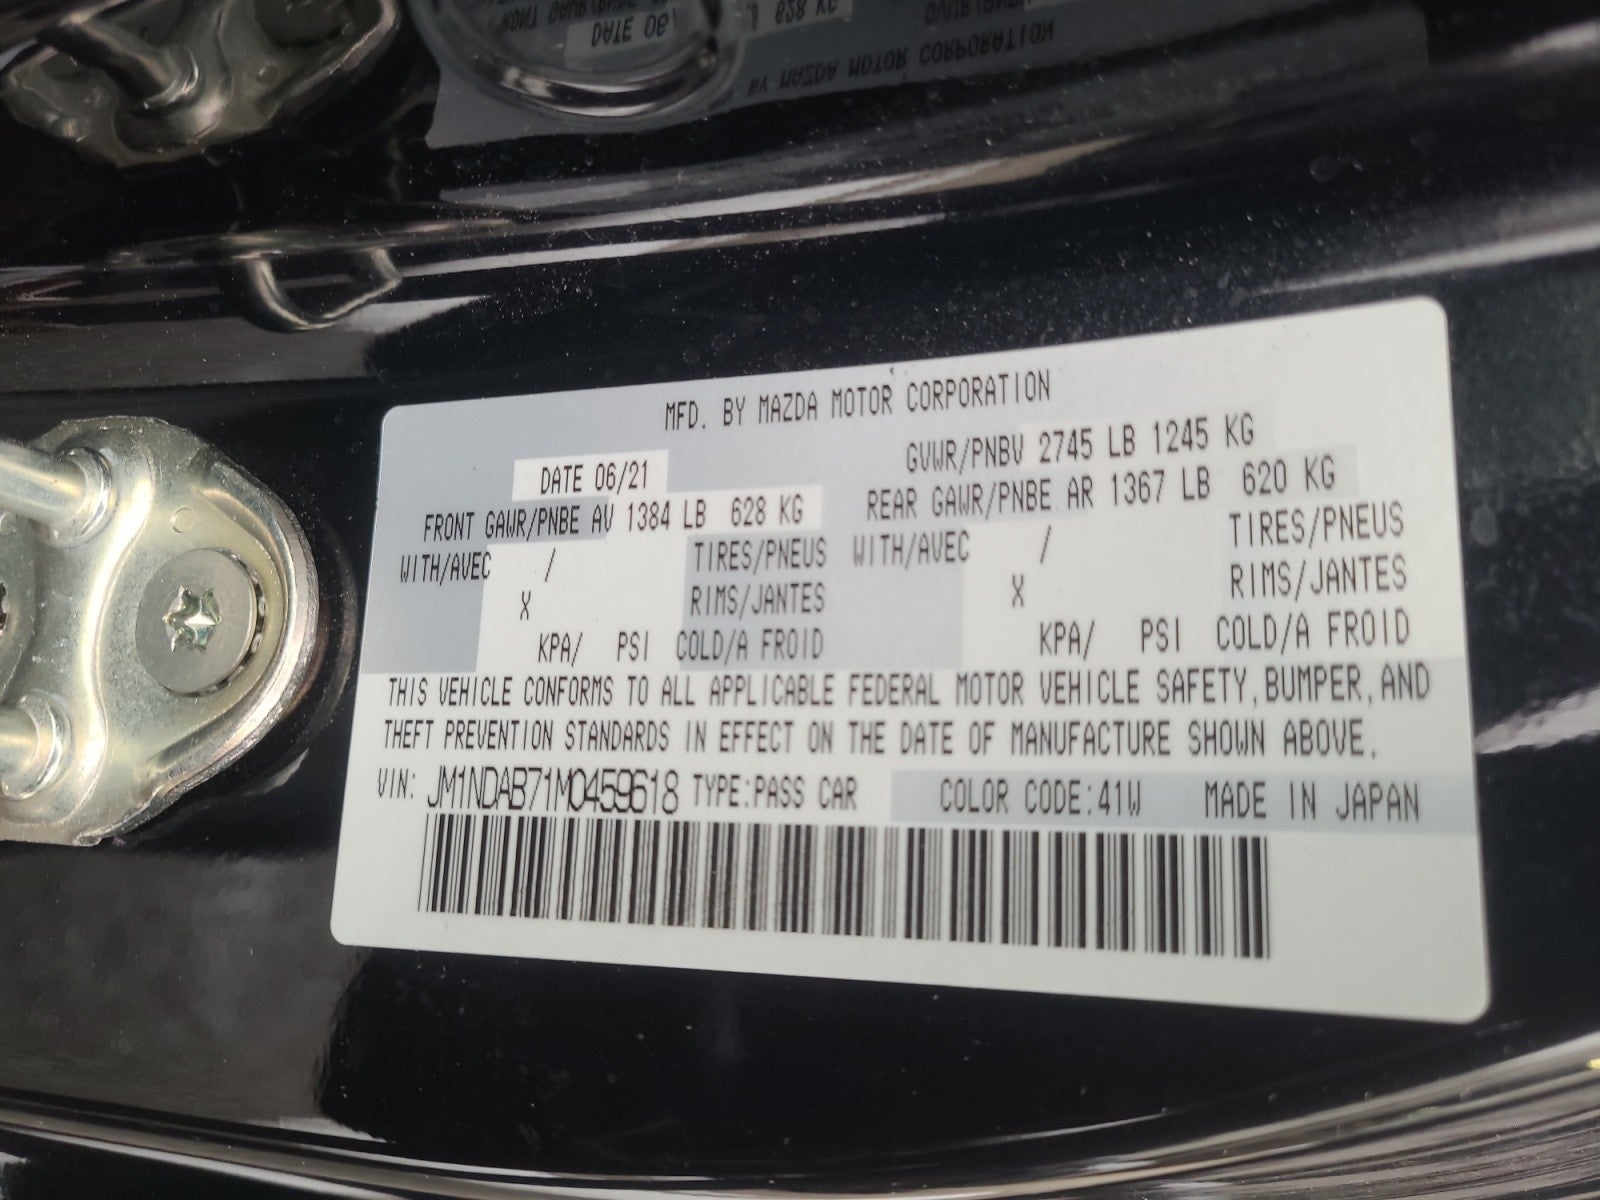 MFD. BY MAZDA MOTOR CORPORATION
DATE 06/21
GVWR/PNBV 2745 LB 1245 KG
FRONT GAWR/PNBE AV 1384 LB 628 KG
REAR GAWR/PNBE AR 1367 LB 620 KG
WITH/AVEC / TIRES/PNEUS WITH/AVEC / TIRES/PNEUS
X RIMS/JANTES X RIMS/JANTES
KPA/ PSI COLD/A FROID KPA/ PSI COLD/A FROID
THIS VEHICLE CONFORMS TO ALL APPLICABLE FEDERAL MOTOR VEHICLE SAFETY, BUMPER, AND
THEFT PREVENTION STANDARDS IN EFFECT ON THE DATE OF MANUFACTURE SHOWN ABOVE.
VIN: JM1NDAB71M0459618 TYPE:PASS CAR COLOR CODE:41W MADE IN JAPAN